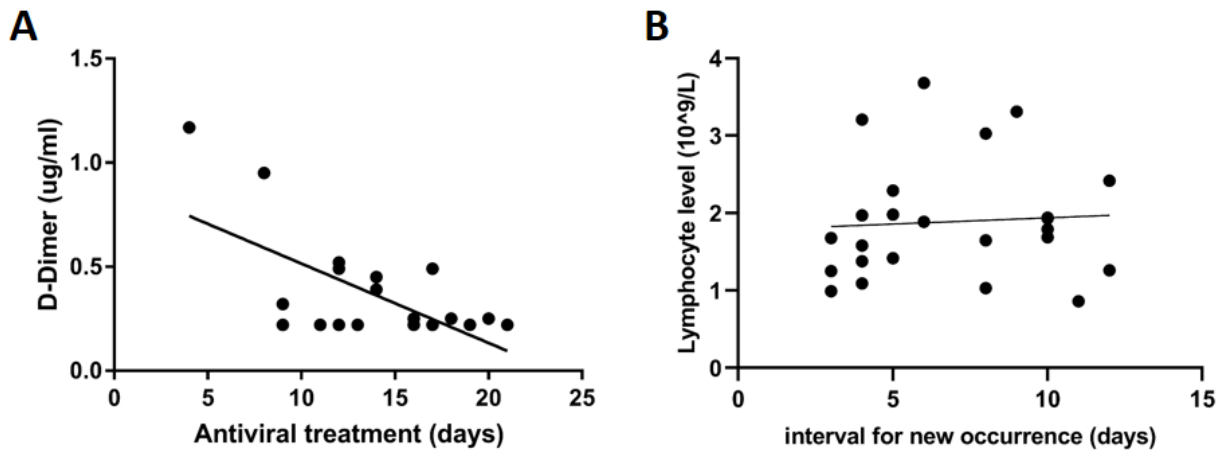 A
D-Dimer (ug/ml)
1.5
1.0
0.5
0.0
0 5 10 15 20 25
Antiviral treatment (days)
B
Lymphocyte level (10^9/L)
4
3
2
1
0
0 5 10 15
interval for new occurrence (days)